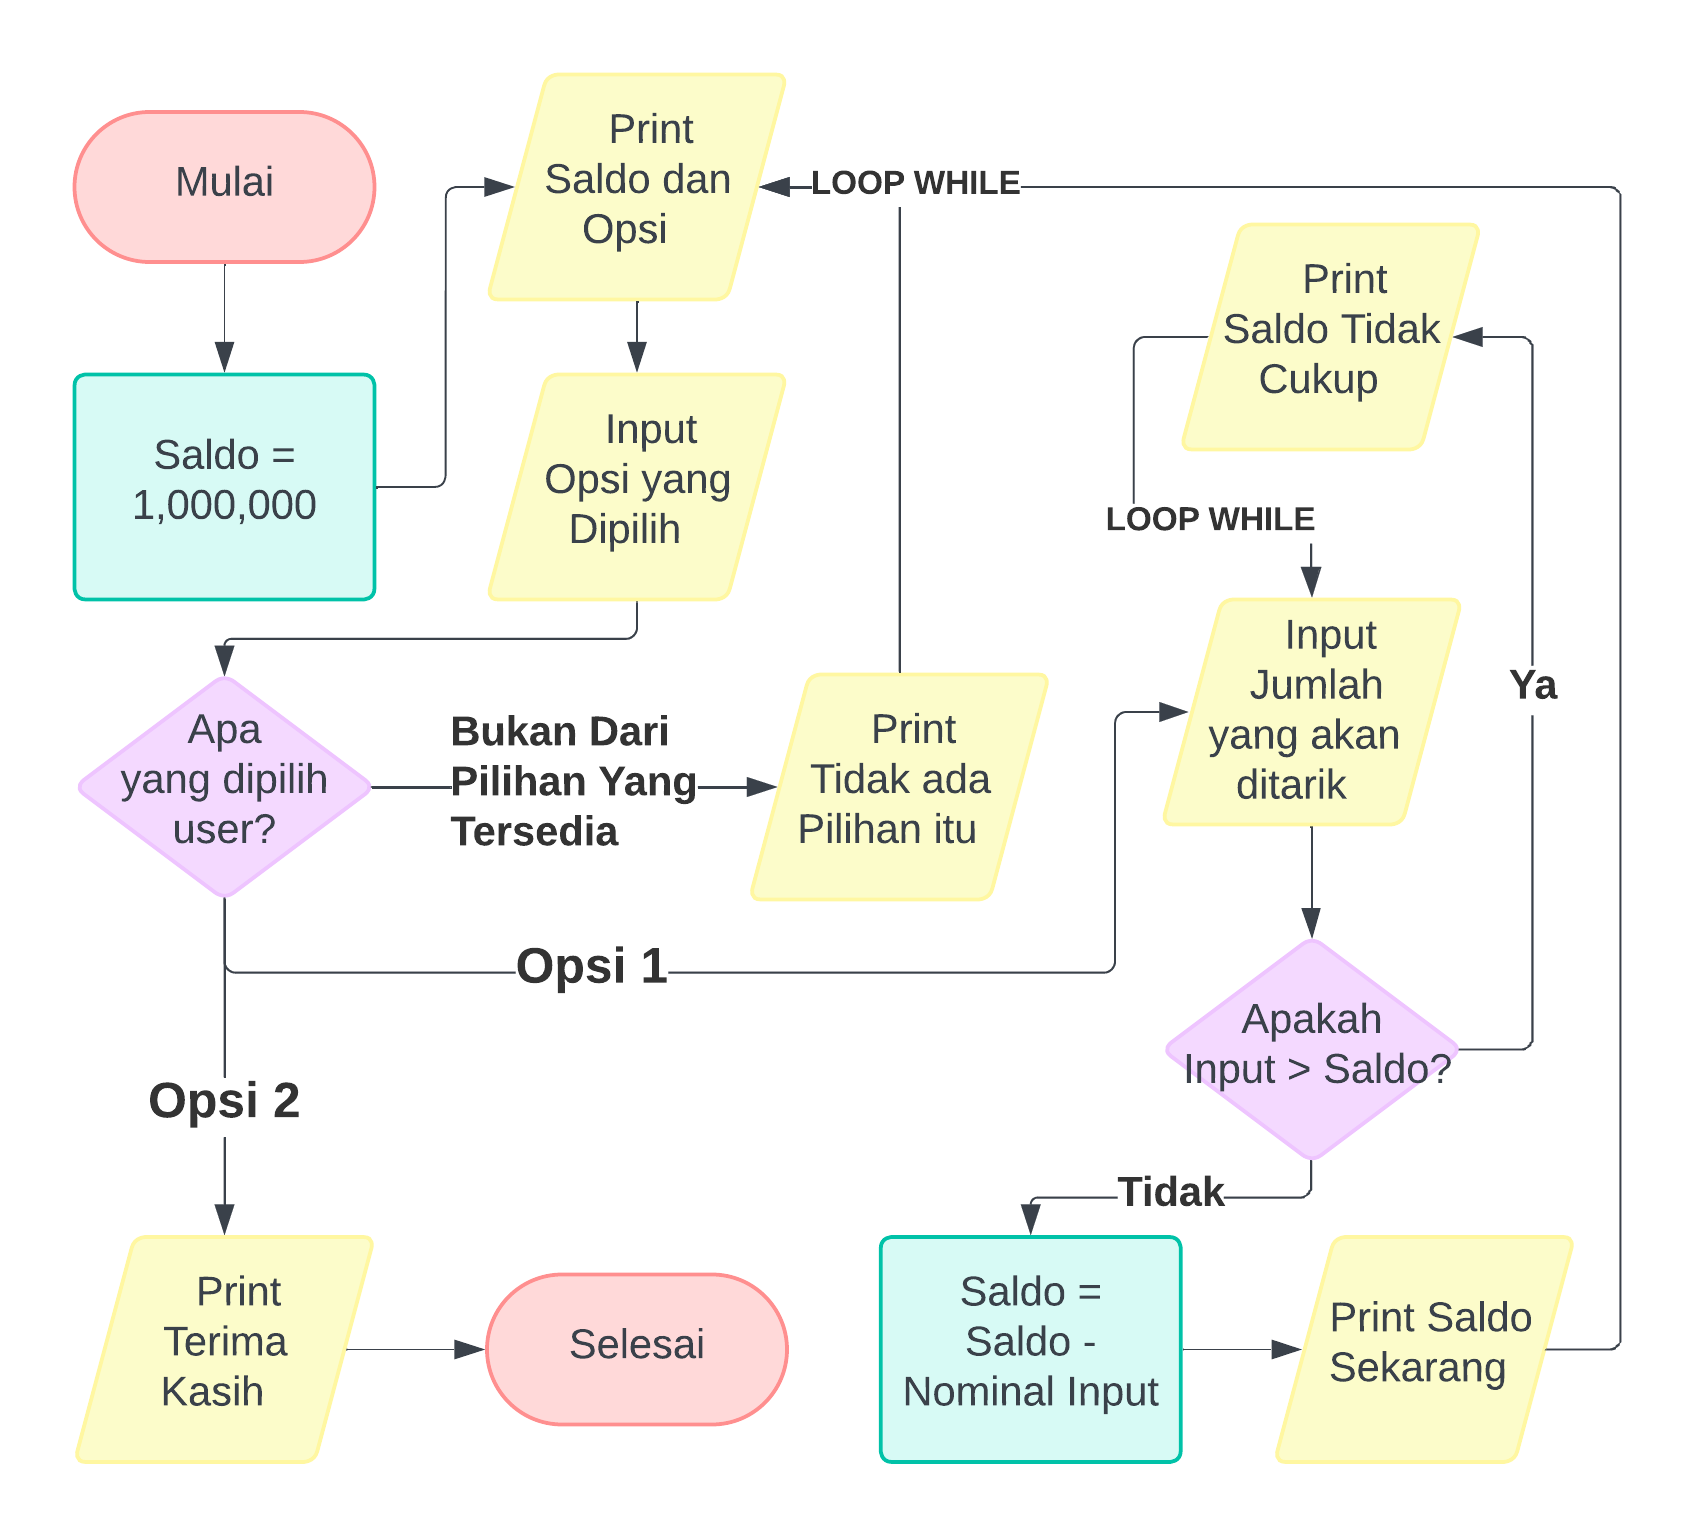 Mulai
Saldo =
1,000,000
Print
Saldo dan
Opsi
LOOP WHILE
Input
Opsi yang
Dipilih
Apa
yang dipilih
user?
Bukan Dari
Pilihan Yang
Tersedia
Print
Tidak ada
Pilihan itu
Print
Saldo Tidak
Cukup
LOOP WHILE
Input
Jumlah
yang akan
ditarik
Ya
Opsi 1
Apakah
Input > Saldo?
Opsi 2
Tidak
Print
Terima
Kasih
Selesai
Saldo =
Saldo -
Nominal Input
Print Saldo
Sekarang